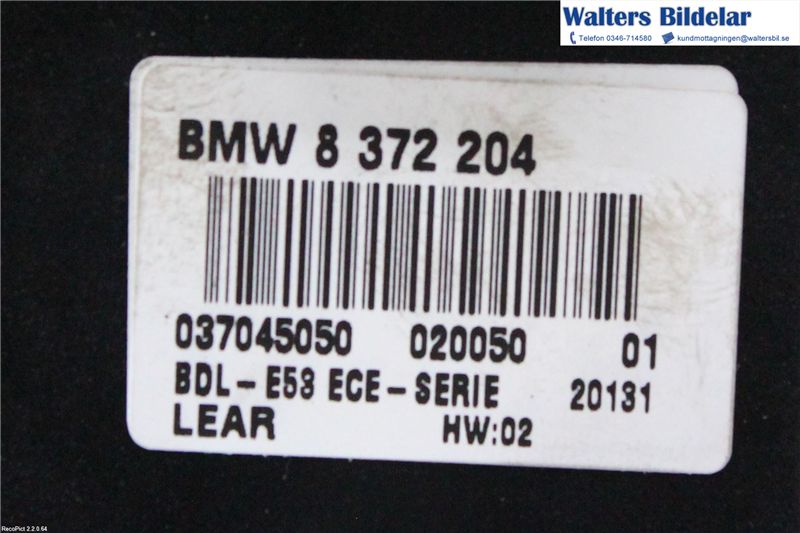 Walters Bildelar
Telefon 0346-714580 kundmottagningen@waltersbil.se
BMW 8 372 204
037045050 020050 01
BDL-E53 ECE-SERIE 20131
LEAR HW:02
RecoPict 2.2.0.64